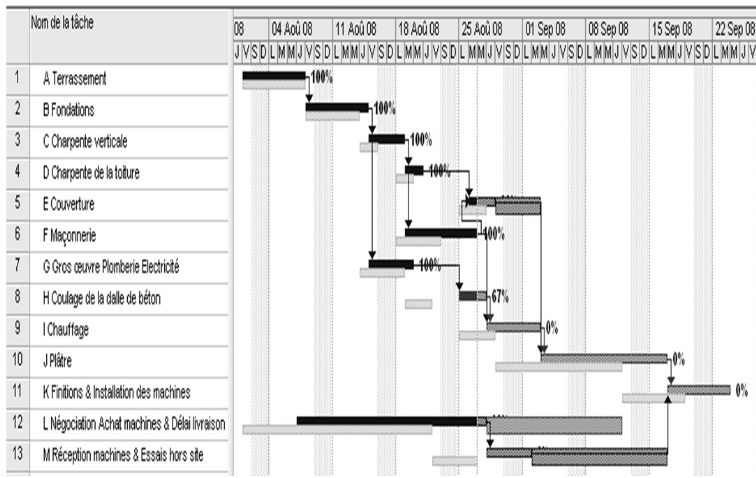 Nom de la tâche
08 04 Aoû 08 11 Aoû 08 18 Aoû 08 25 Aoû 08 01 Sep 08 08 Sep 08 15 Sep 08 22 Sep 08
J V S D L M M J V S D L M M J V S D L M M J V S D L M M J V S D L M M J V S D L M M J V S D L M M J V S D L M M J V
1 A Terrassement 100%
2 B Fondations 100%
3 C Charpente verticale 100%
4 D Charpente de la toiture 100%
5 E Couverture
6 F Maçonnerie 100%
7 G Gros œuvre Plomberie Electricité 100%
8 H Coulage de la dalle de béton 67%
9 I Chauffage 0%
10 J Plâtre 0%
11 K Finitions & Installation des machines 0%
12 L Négociation Achat machines & Délai livraison
13 M Réception machines & Essais hors site